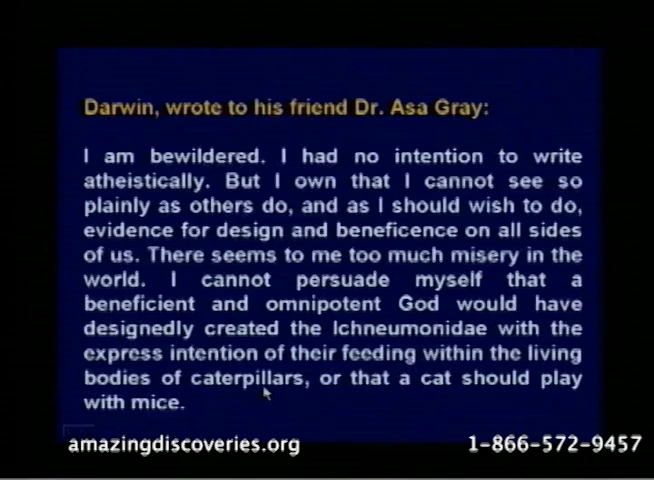 Darwin, wrote to his friend Dr. Asa Gray:
I am bewildered. I had no intention to write
atheistically. But I own that I cannot see so
plainly as others do, and as I should wish to do,
evidence for design and beneficence on all sides
of us. There seems to me too much misery in the
world. I cannot persuade myself that a
beneficient and omnipotent God would have
designedly created the Ichneumonidae with the
express intention of their feeding within the living
bodies of caterpillars, or that a cat should play
with mice.
amazingdiscoveries.org 1-866-572-9457